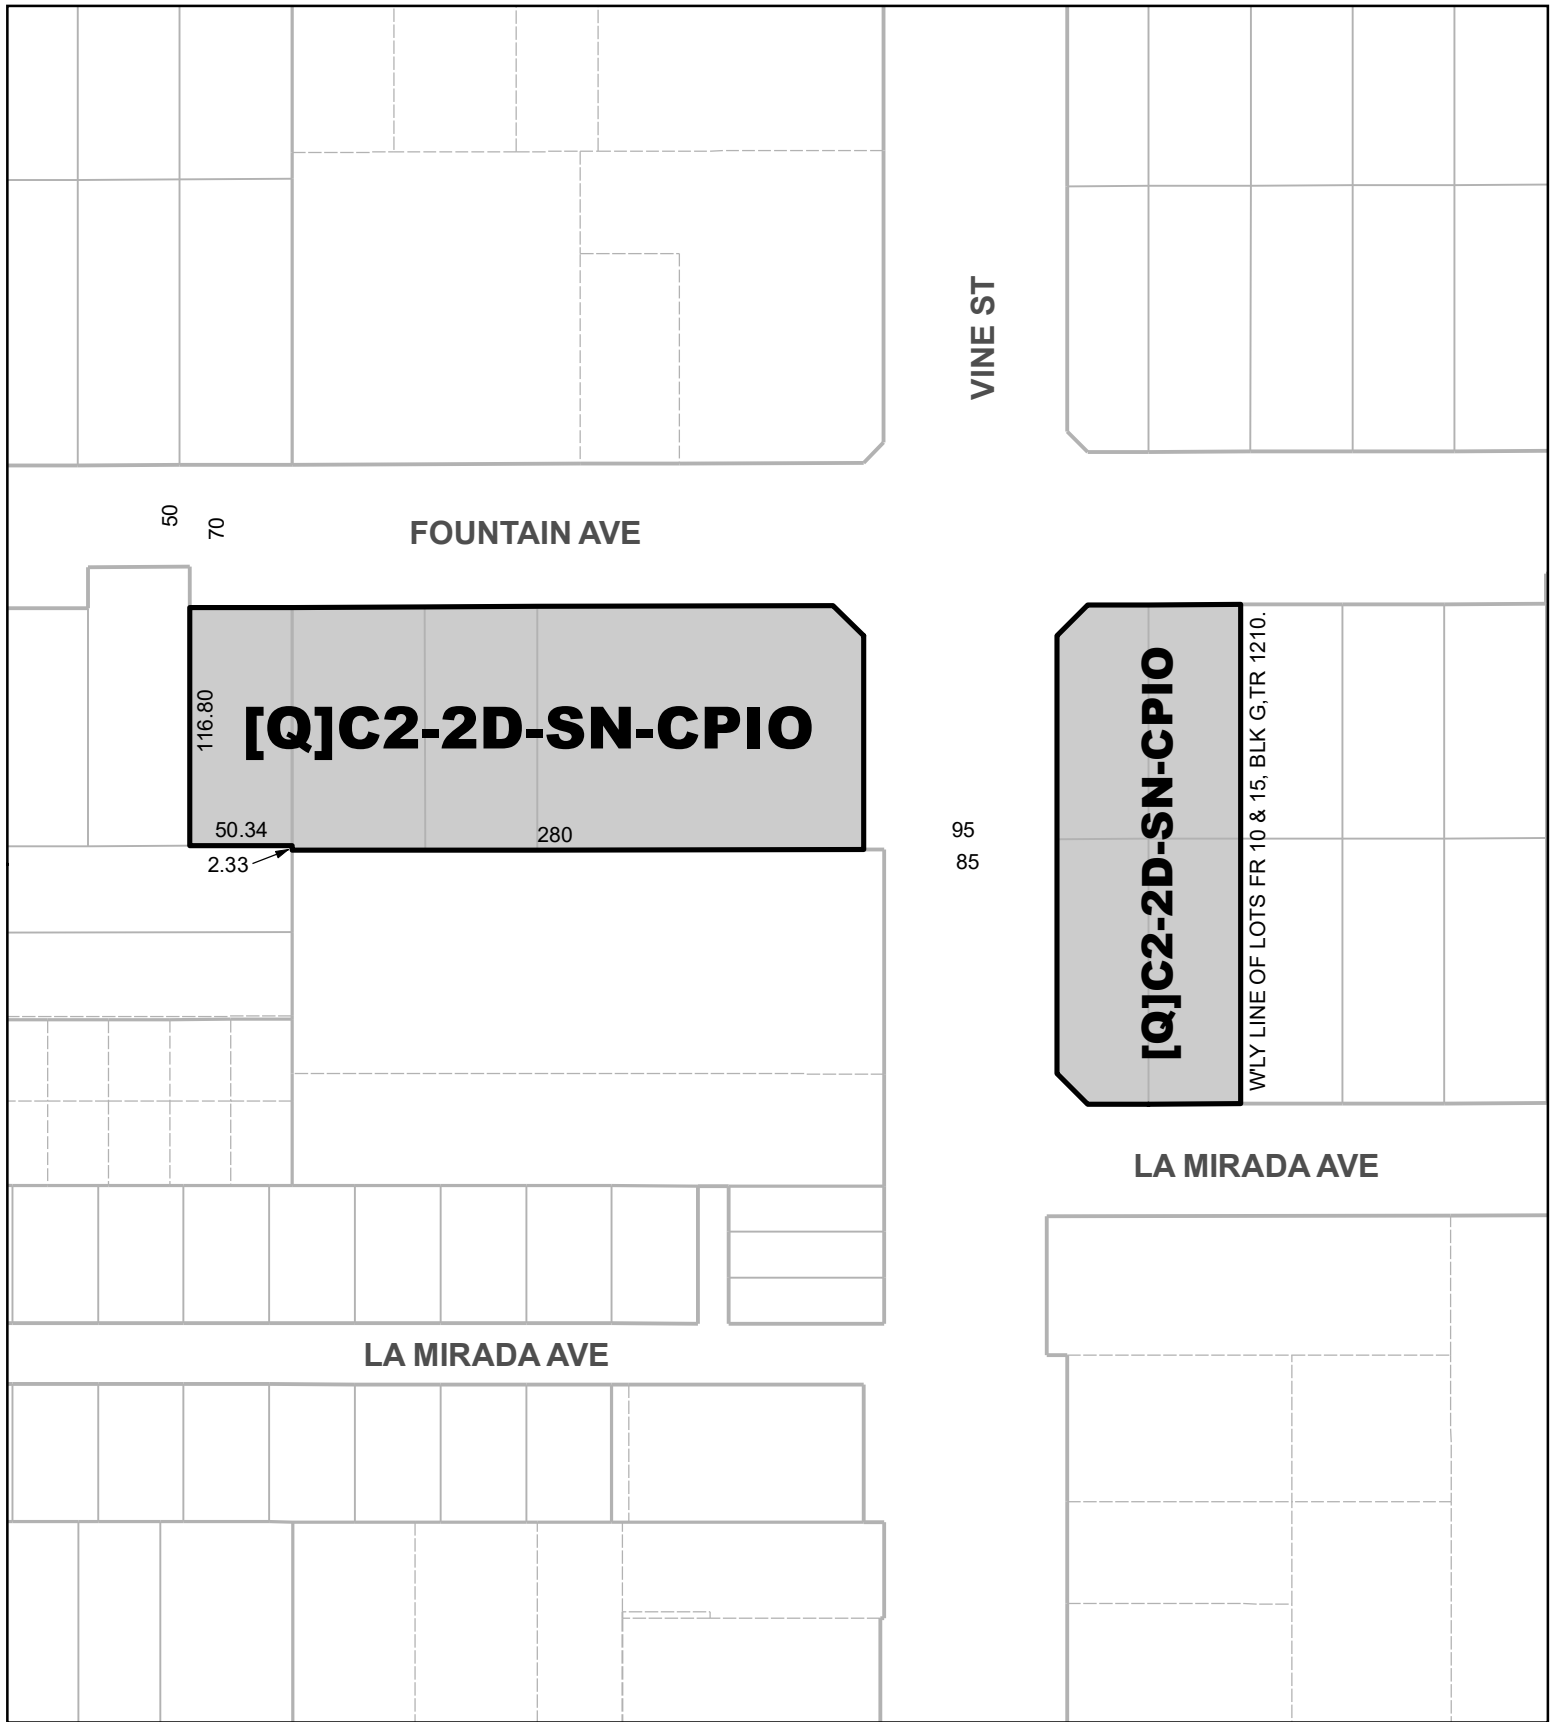 VINE ST
50
70
FOUNTAIN AVE
116.80
[Q]C2-2D-SN-CPIO
50.34
280
2.33
95
85
[Q]C2-2D-SN-CPIO
W'LY LINE OF LOTS FR 10 & 15, BLK G,TR 1210.
LA MIRADA AVE
LA MIRADA AVE